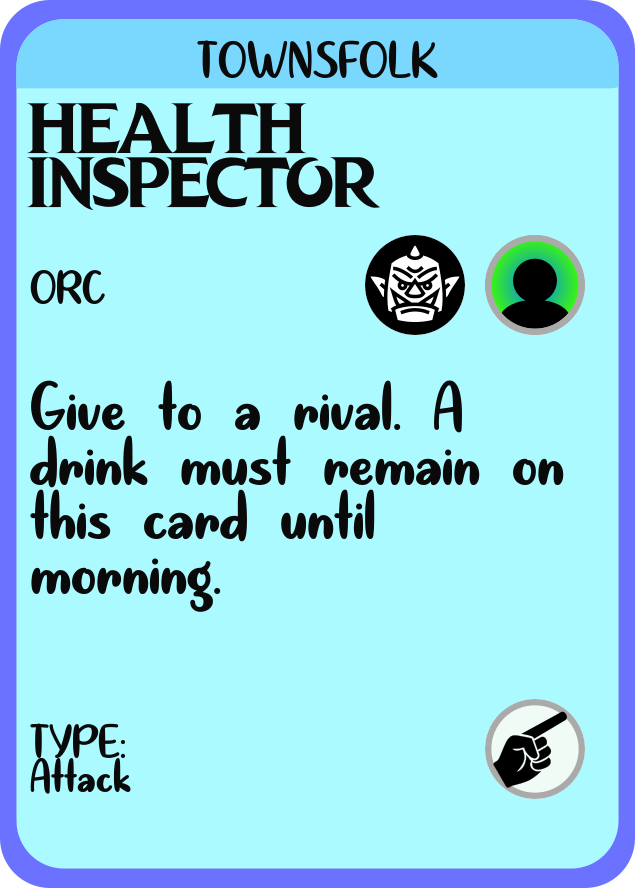 TOWNSFOLK
HEALTH
INSPECTOR
ORC
Give to a rival. A
drink must remain on
this card until
morning.
TYPE:
Attack